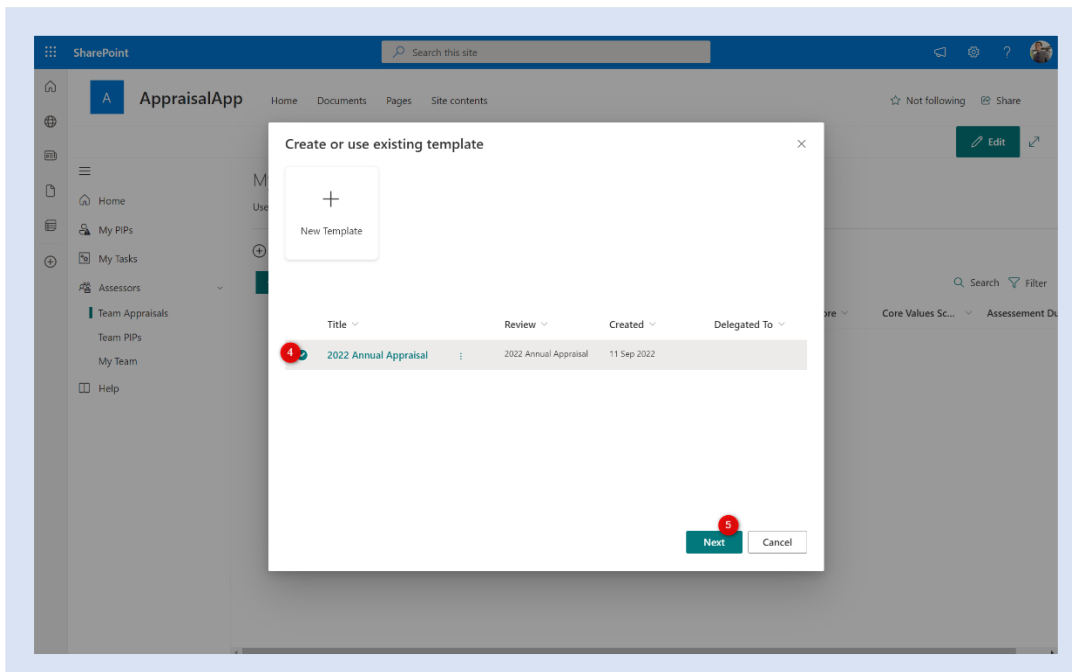 SharePoint
Search this site
?
A
AppraisalApp
Home Documents Pages Site contents
Not following Share
Edit
Create or use existing template
New Template
Home
My PIPs
My Tasks
Assessors
Team Appraisals
Team PIPs
My Team
Help
M
Use
Search Filter
ore Core Values Sc... Assessement Du
Title Review Created Delegated To
4 2022 Annual Appraisal 2022 Annual Appraisal 11 Sep 2022
5
Next Cancel